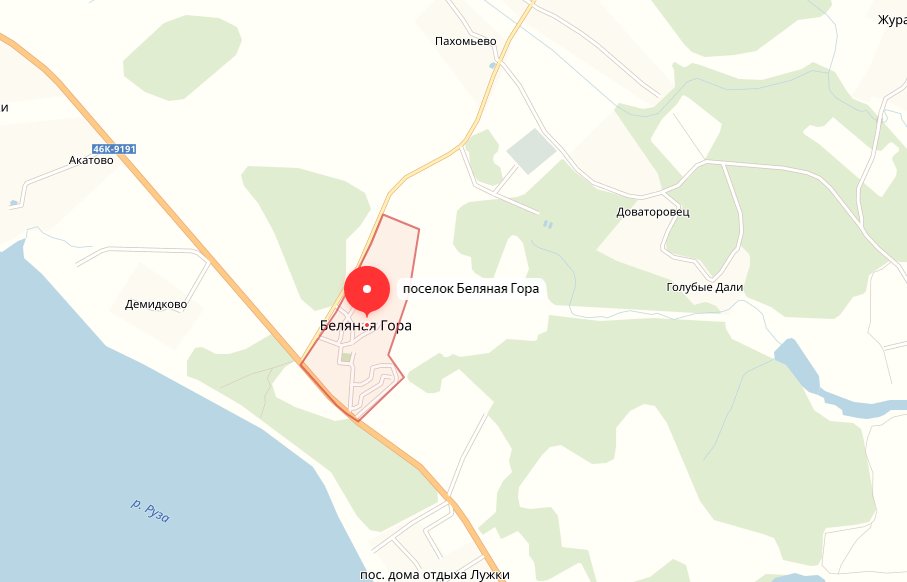 Жура
Пахомьево
и
46К-9191
Акатово
Доваторовец
Голубые Дали
поселок Беляная Гора
Демидково
Беляная Гора
р. Руза
пос. дома отдыха Лужки